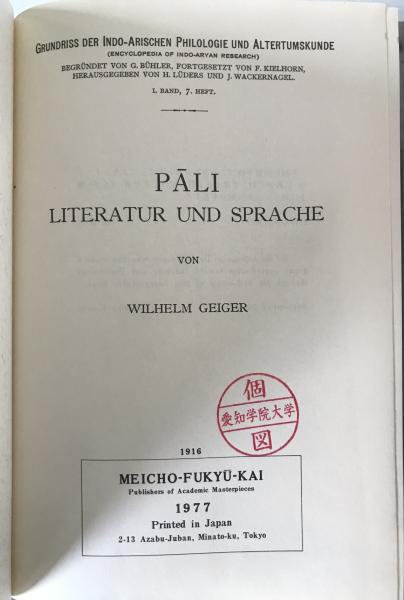 GRUNDRISS DER INDO-ARISCHEN PHILOLOGIE UND ALTERTUMSKUNDE
(ENCYCLOPEDIA OF INDO-ARYAN RESEARCH)
BEGRÜNDET VON G. BÜHLER, FORTGESETZT VON F. KIELHORN,
HERAUSGEGEBEN VON H. LÜDERS UND J. WACKERNAGEL.
I. BAND, 7. HEFT.
PĀLI
LITERATUR UND SPRACHE
VON
WILHELM GEIGER
個
愛知学院大学
図
1916
MEICHO-FUKYŪ-KAI
Publishers of Academic Masterpieces
1977
Printed in Japan
2-13 Azabu-Juban, Minato-ku, Tokyo